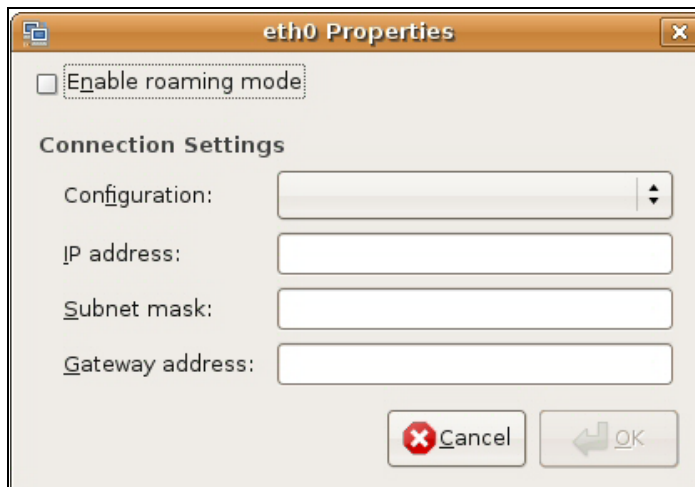 eth0 Properties
Enable roaming mode
Connection Settings
Configuration:
IP address:
Subnet mask:
Gateway address:
Cancel
OK